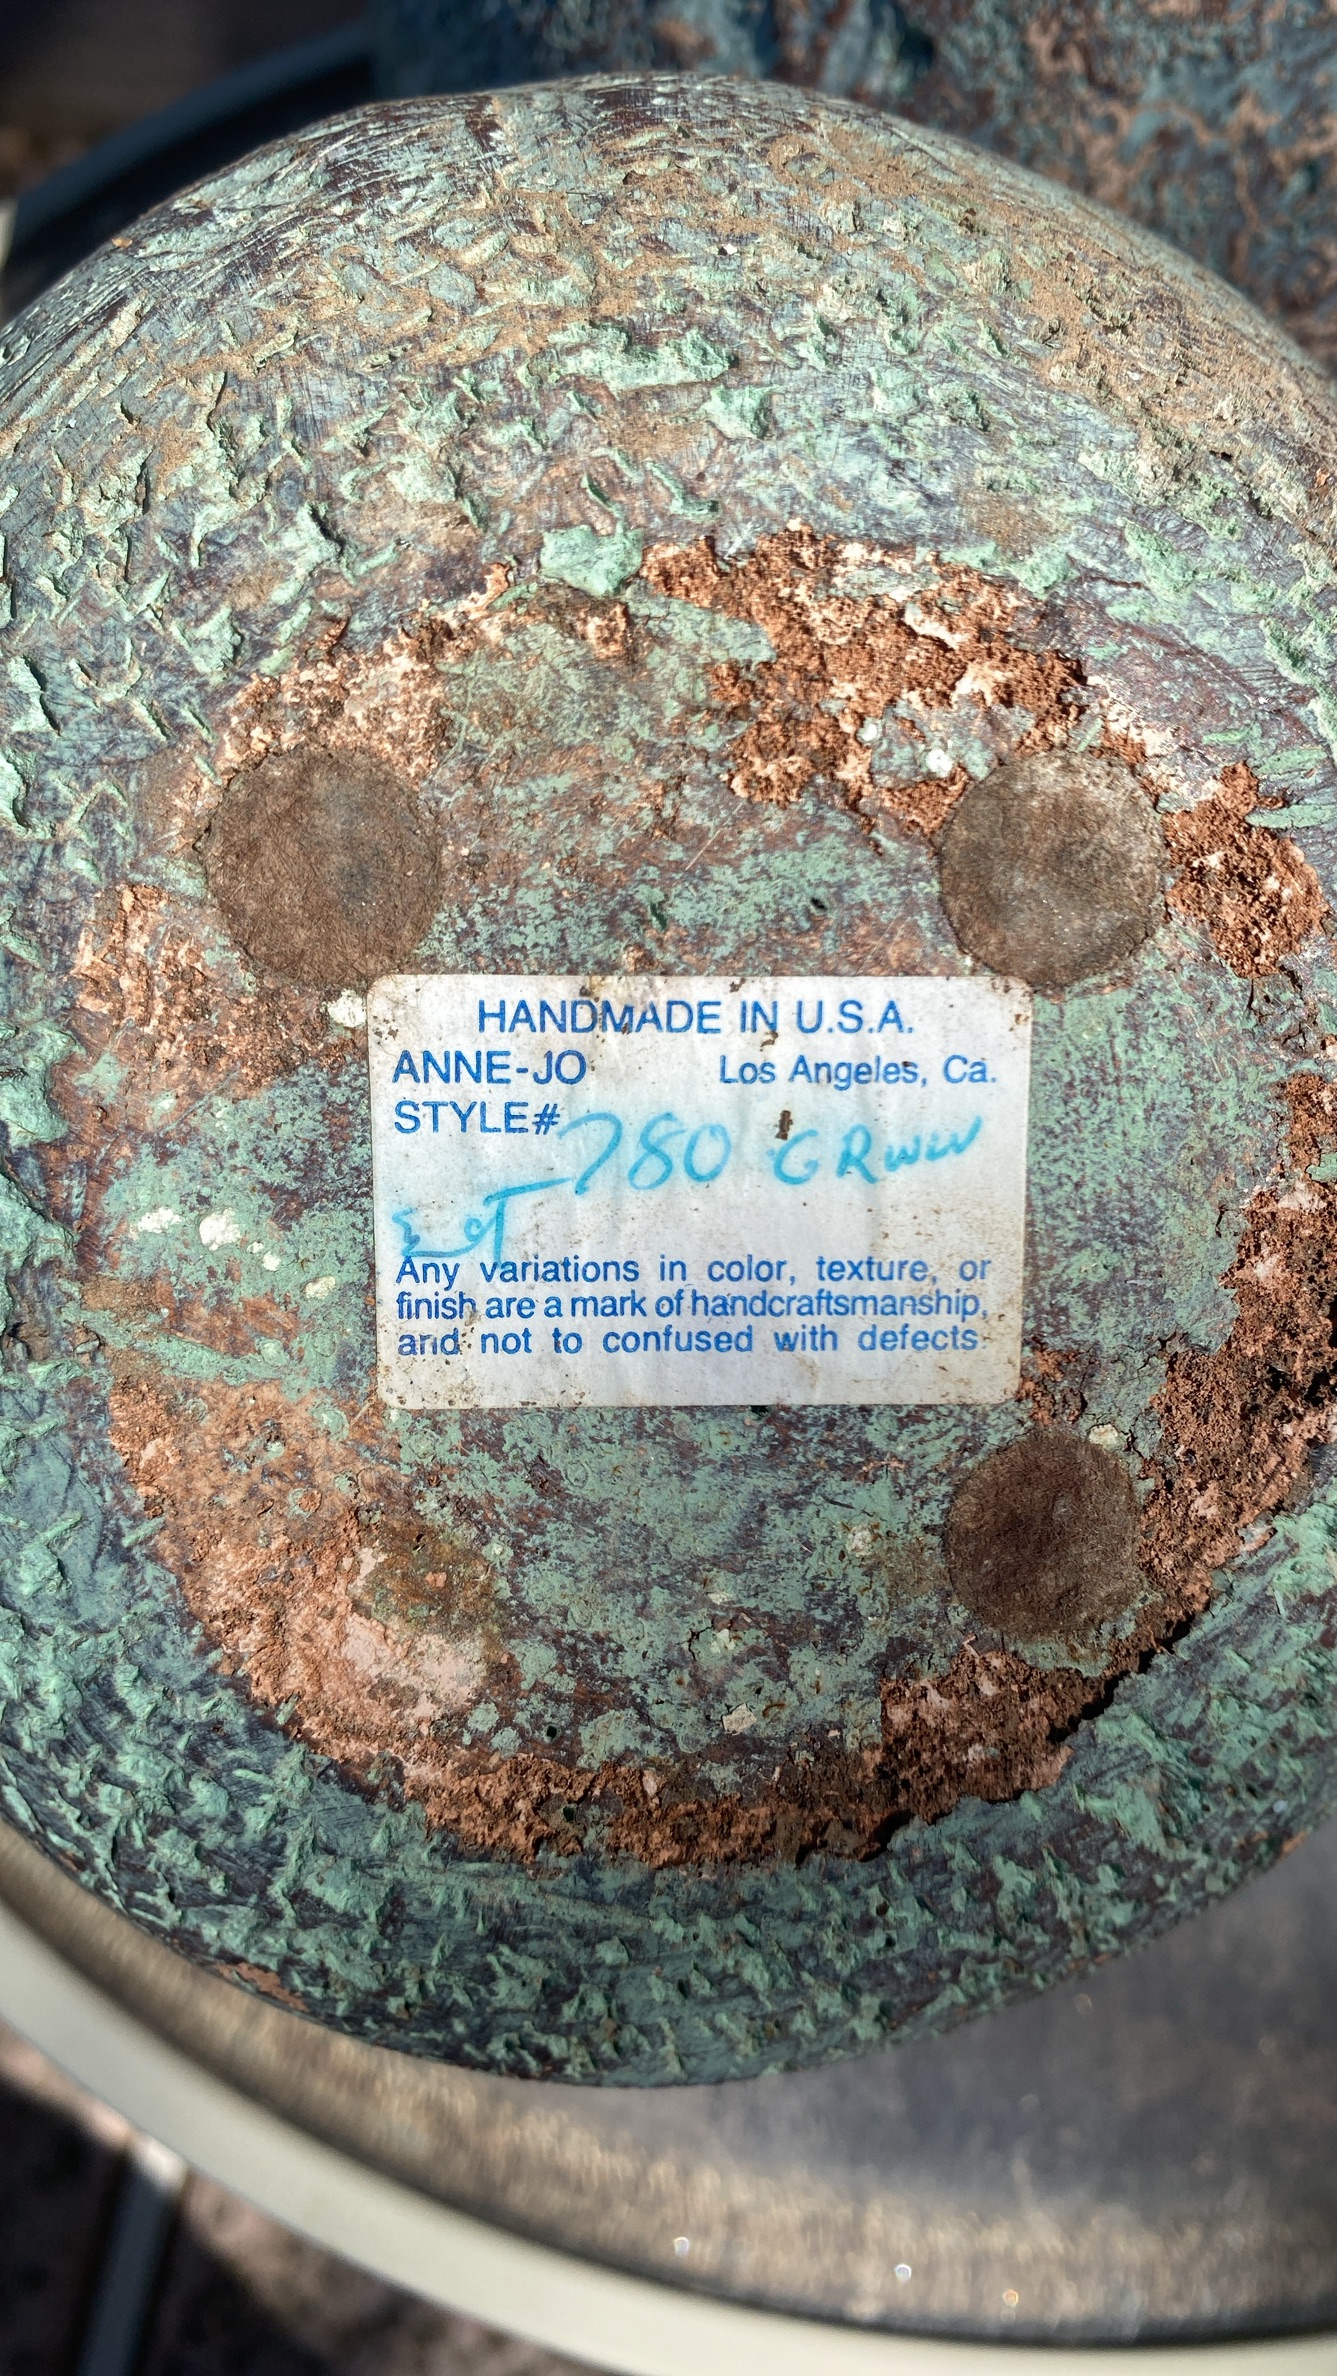 HANDMADE IN U.S.A.
ANNE-JO Los Angeles, Ca.
STYLE# 780 GRWW
Any variations in color, texture, or
finish are a mark of handcraftsmanship,
and not to confused with defects.